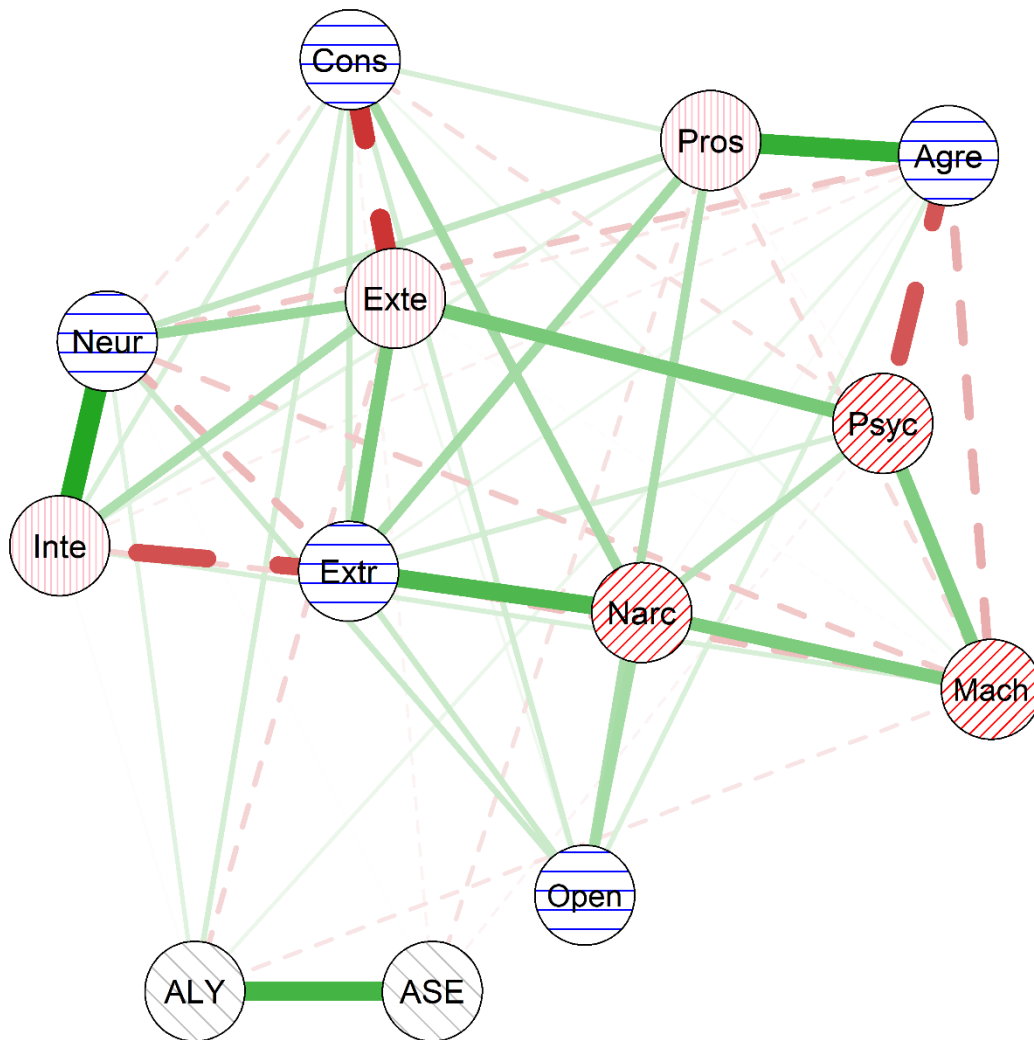 Cons
Pros
Agre
Exte
Neur
Psyc
Inte
Extr
Narc
Mach
Open
ALY
ASE